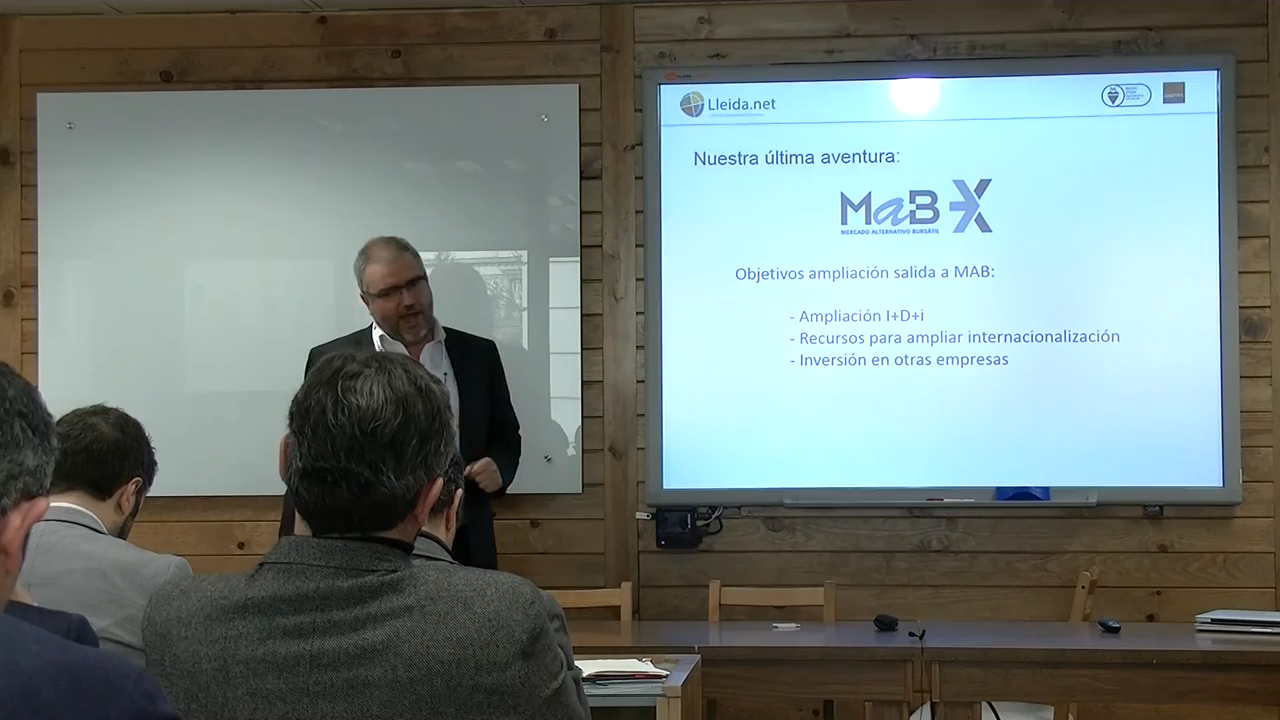 Lleida.net
Nuestra última aventura:
MaB
MERCADO ALTERNATIVO BURSÁTIL
Objetivos ampliación salida a MAB:
- Ampliación I+D+i
- Recursos para ampliar internacionalización
- Inversión en otras empresas